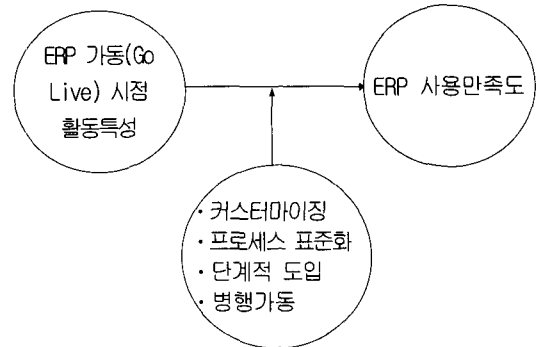 ERP 가동(Go
Live) 시점
활동특성
ERP 사용만족도
· 커스터마이징
· 프로세스 표준화
· 단계적 도입
· 병행가동